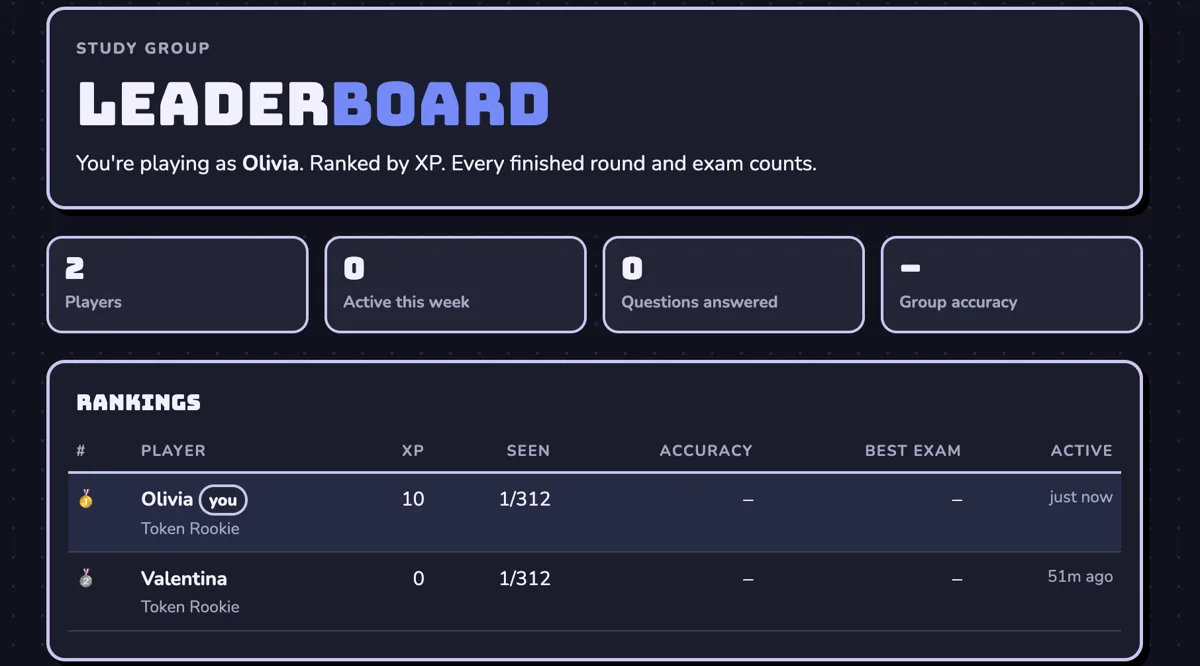 STUDY GROUP
LEADERBOARD
You're playing as Olivia. Ranked by XP. Every finished round and exam counts.
2
Players
0
Active this week
0
Questions answered
–
Group accuracy
RANKINGS
# PLAYER XP SEEN ACCURACY BEST EXAM ACTIVE
1 Olivia you 10 1/312 – – just now
Token Rookie
2 Valentina 0 1/312 – – 51m ago
Token Rookie